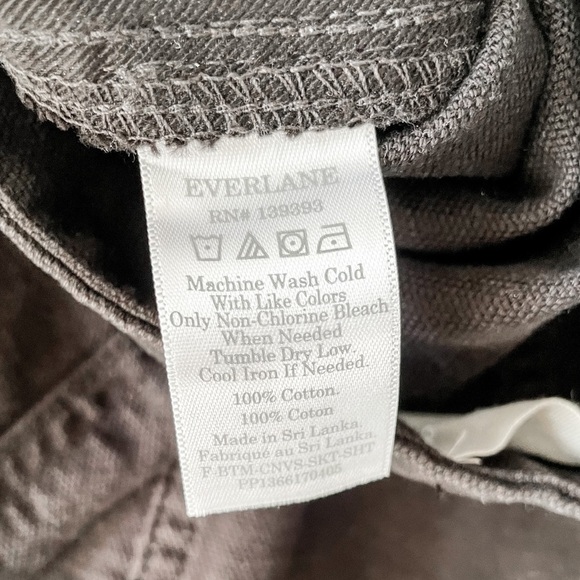 EVERLANE
RN# 139393
Machine Wash Cold
With Like Colors
Only Non-Chlorine Bleach
When Needed
Tumble Dry Low.
Cool Iron If Needed.
100% Cotton.
100% Coton
Made in Sri Lanka.
Fabriqué au Sri Lanka.
F-BTM-CNVS-SKT-SHT
PP1366170405